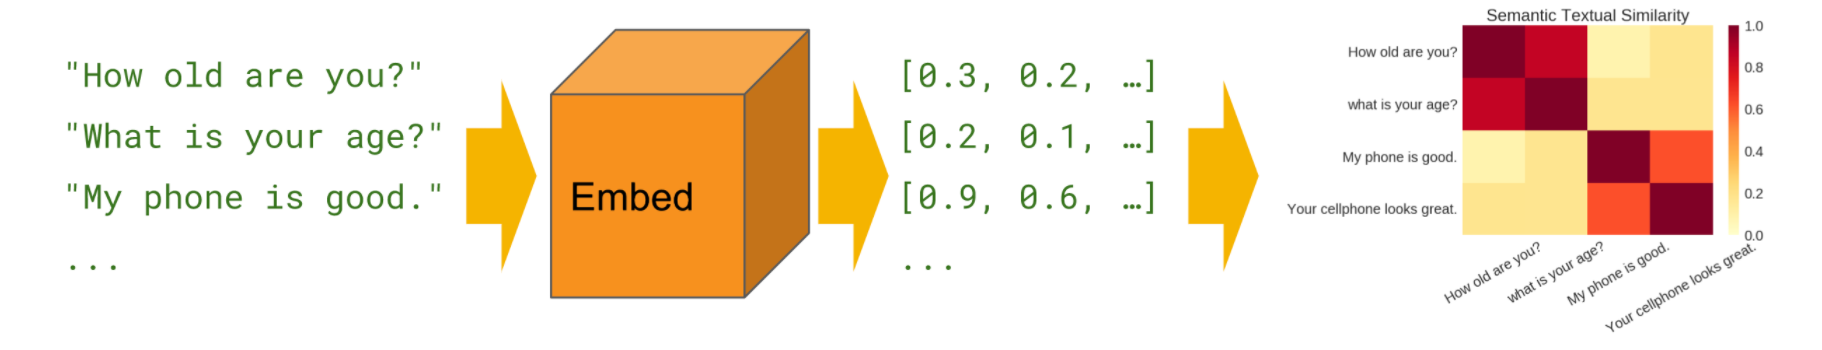 "How old are you?"
"What is your age?"
"My phone is good."
...
Embed
[0.3, 0.2, …]
[0.2, 0.1, …]
[0.9, 0.6, …]
...
Semantic Textual Similarity
How old are you?
what is your age?
My phone is good.
Your cellphone looks great.
How old are you?
what is your age?
My phone is good.
Your cellphone looks great.
1.0
0.8
0.6
0.4
0.2
0.0